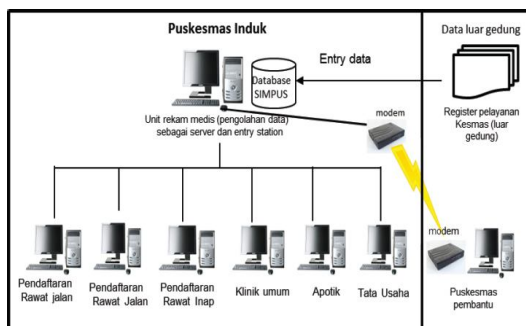 Puskesmas Induk
Data luar gedung
Entry data
Database
SIMPUS
Unit rekam medis (pengolahan data)
sebagai server dan entry station
modem
Register pelayanan
Kesmas (luar
gedung)
modem
Pendaftaran
Rawat jalan
Pendaftaran
Rawat Jalan
Pendaftaran
Rawat Inap
Klinik umum
Apotik
Tata Usaha
Puskesmas
pembantu